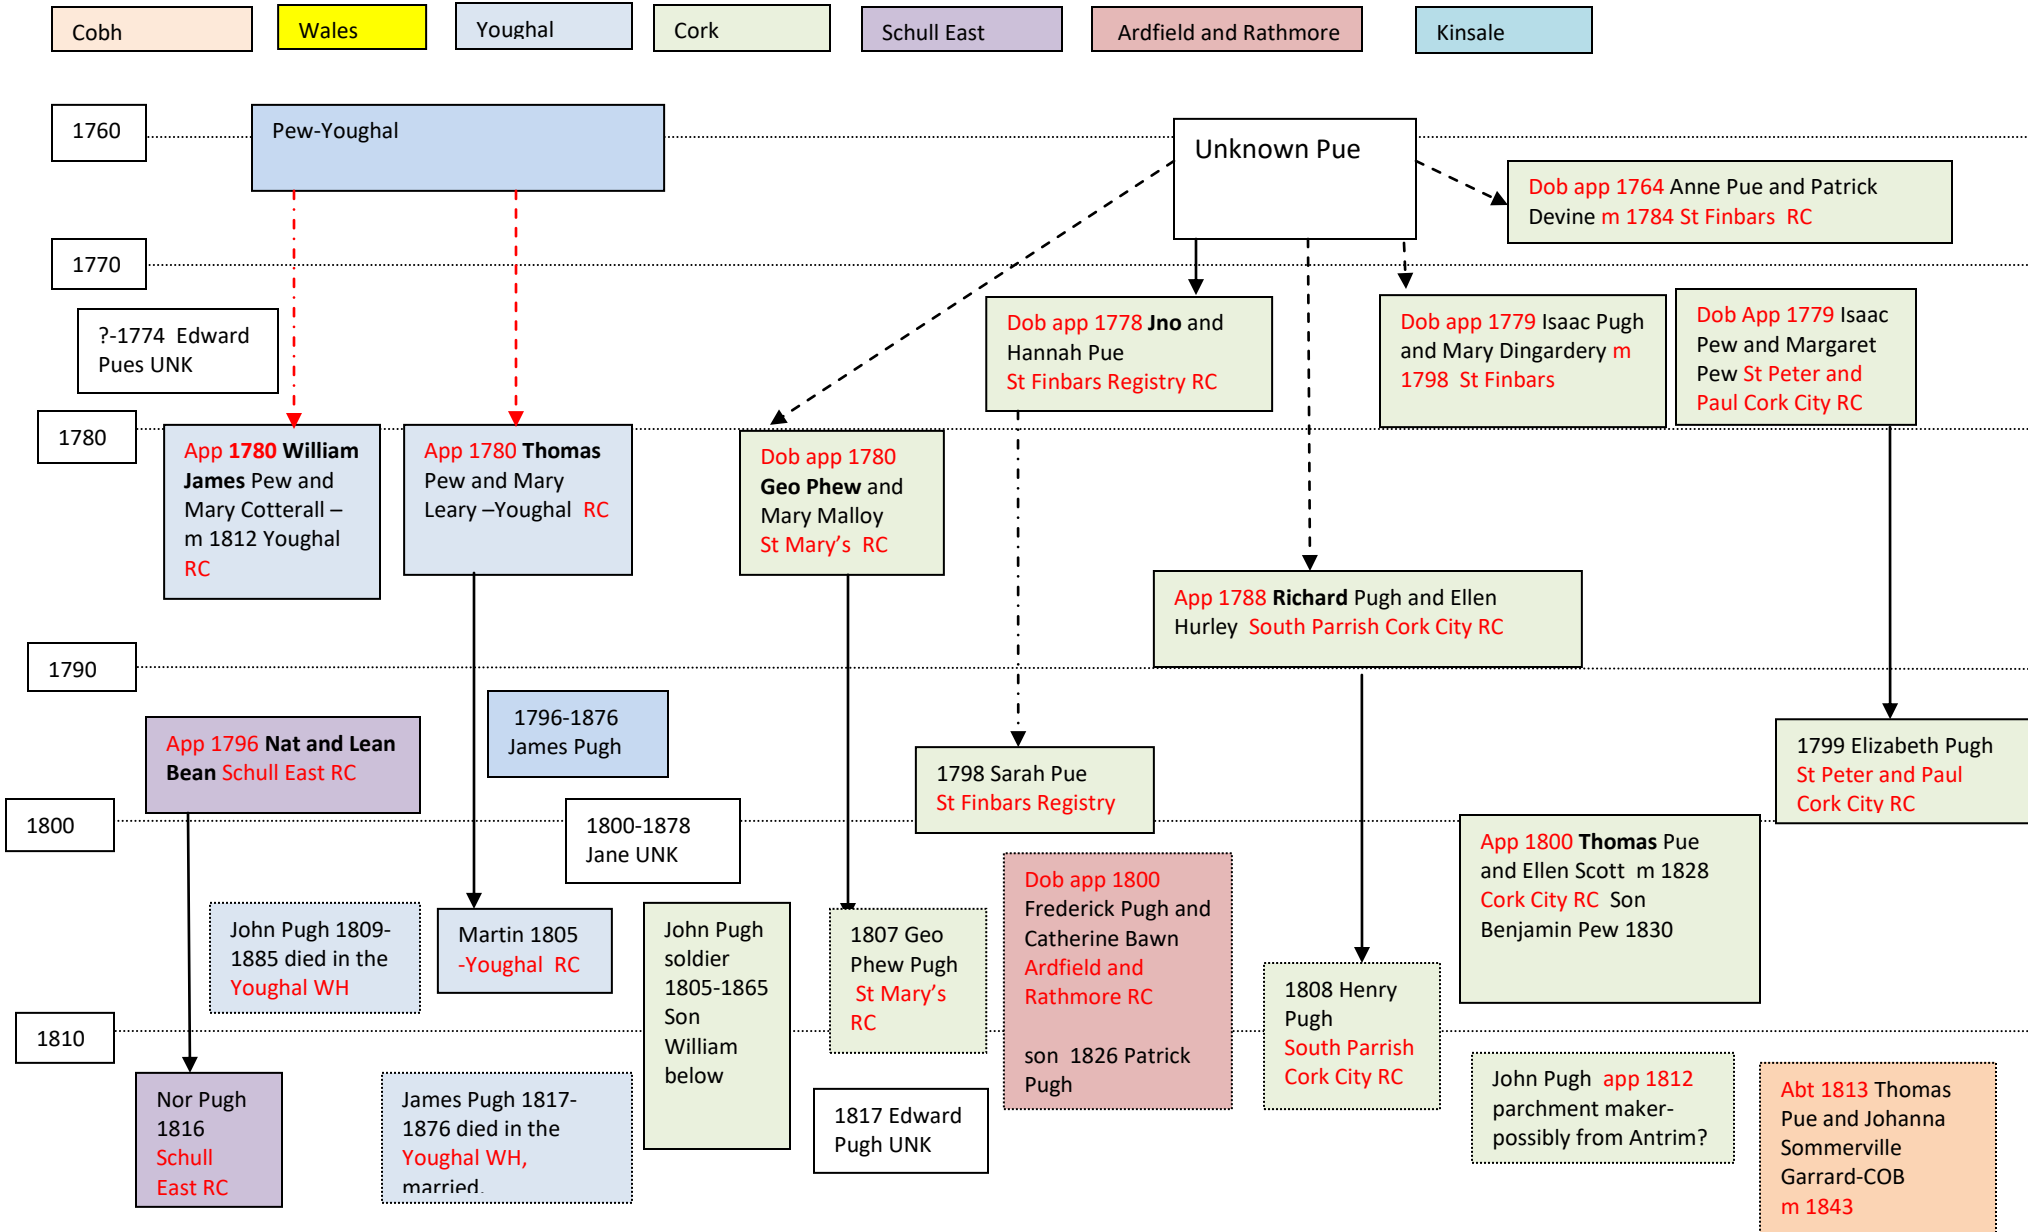 Cobh
Wales
Youghal
Cork
Schull East
Ardfield and Rathmore
Kinsale
1760
Pew-Youghal
Unknown Pue
Dob app 1764 Anne Pue and Patrick
Devine m 1784 St Finbars RC
1770
?-1774 Edward
Pues UNK
Dob app 1778 Jno and
Hannah Pue
St Finbars Registry RC
Dob app 1779 Isaac Pugh
and Mary Dingardery m
1798 St Finbars
Dob App 1779 Isaac
Pew and Margaret
Pew St Peter and
Paul Cork City RC
1780
App 1780 William
James Pew and
Mary Cotterall –
m 1812 Youghal
RC
App 1780 Thomas
Pew and Mary
Leary –Youghal RC
Dob app 1780
Geo Phew and
Mary Malloy
St Mary’s RC
App 1788 Richard Pugh and Ellen
Hurley South Parrish Cork City RC
1790
App 1796 Nat and Lean
Bean Schull East RC
1796-1876
James Pugh
1798 Sarah Pue
St Finbars Registry
1799 Elizabeth Pugh
St Peter and Paul
Cork City RC
1800
1800-1878
Jane UNK
App 1800 Thomas Pue
and Ellen Scott m 1828
Cork City RC Son
Benjamin Pew 1830
John Pugh 1809-
1885 died in the
Youghal WH
Martin 1805
-Youghal RC
John Pugh
soldier
1805-1865
Son
William
below
1807 Geo
Phew Pugh
St Mary’s
RC
Dob app 1800
Frederick Pugh and
Catherine Bawn
Ardfield and
Rathmore RC
son 1826 Patrick
Pugh
1808 Henry
Pugh
South Parrish
Cork City RC
1810
Nor Pugh
1816
Schull
East RC
James Pugh 1817-
1876 died in the
Youghal WH,
married.
1817 Edward
Pugh UNK
John Pugh app 1812
parchment maker-
possibly from Antrim?
Abt 1813 Thomas
Pue and Johanna
Sommerville
Garrard-COB
m 1843